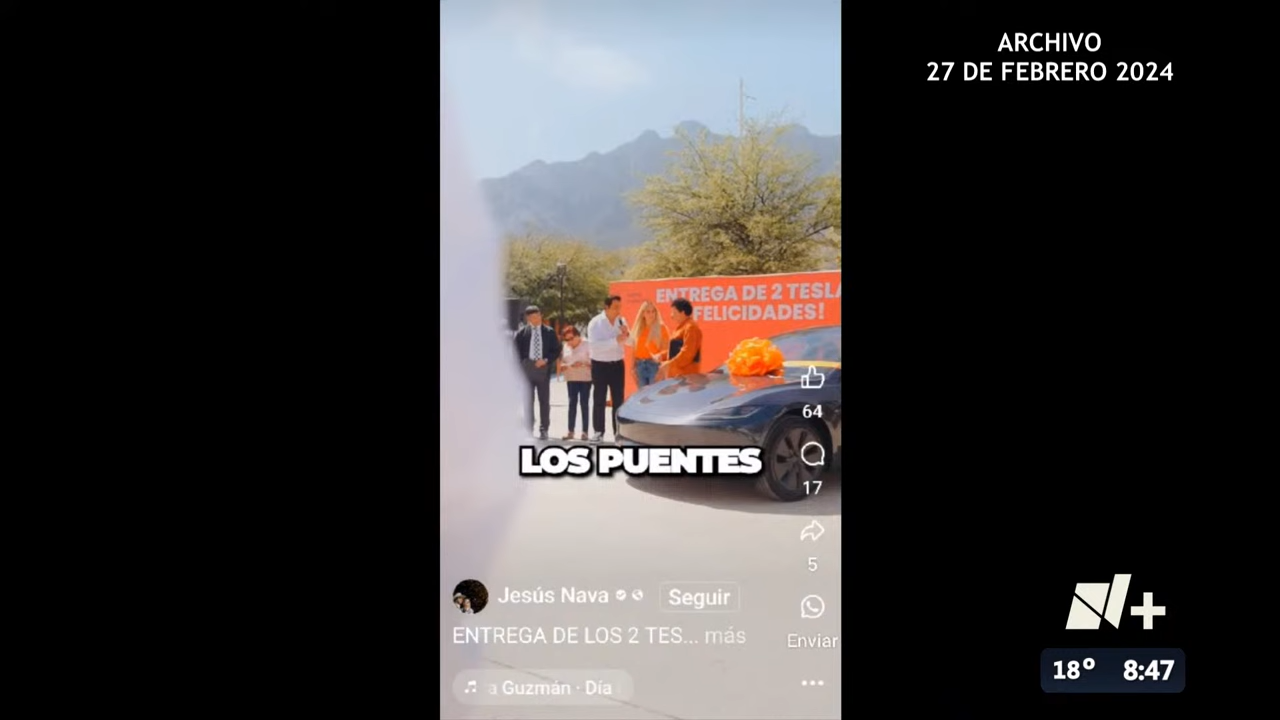 ARCHIVO
27 DE FEBRERO 2024
ENTREGA DE 2 TESLA
¡FELICIDADES!
LOS PUENTES
64
17
5
Jesús Nava
Seguir
ENTREGA DE LOS 2 TES... más
Enviar
a Guzmán · Día
N+
18° 8:47